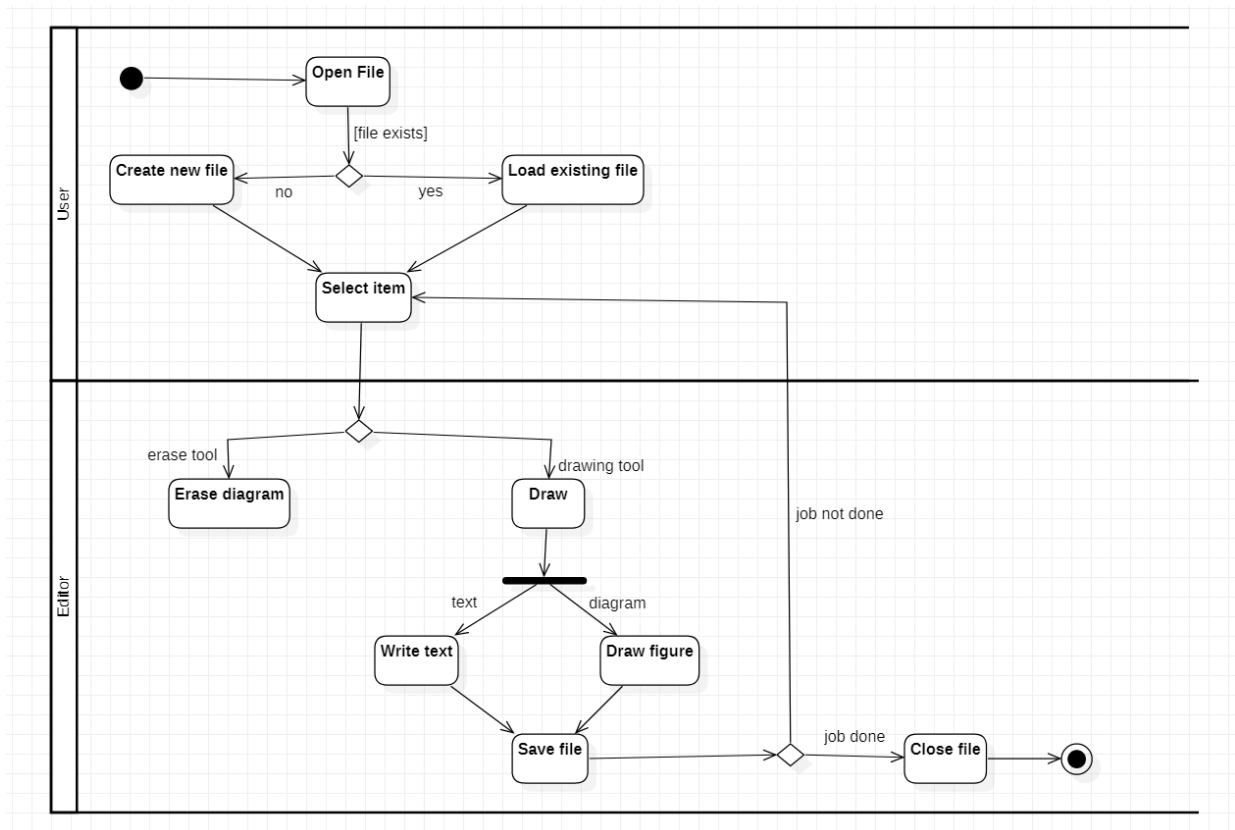 Open File
[file exists]
Create new file
no
yes
Load existing file
User
Select item
erase tool
Erase diagram
drawing tool
Draw
job not done
Editor
text
diagram
Write text
Draw figure
Save file
job done
Close file